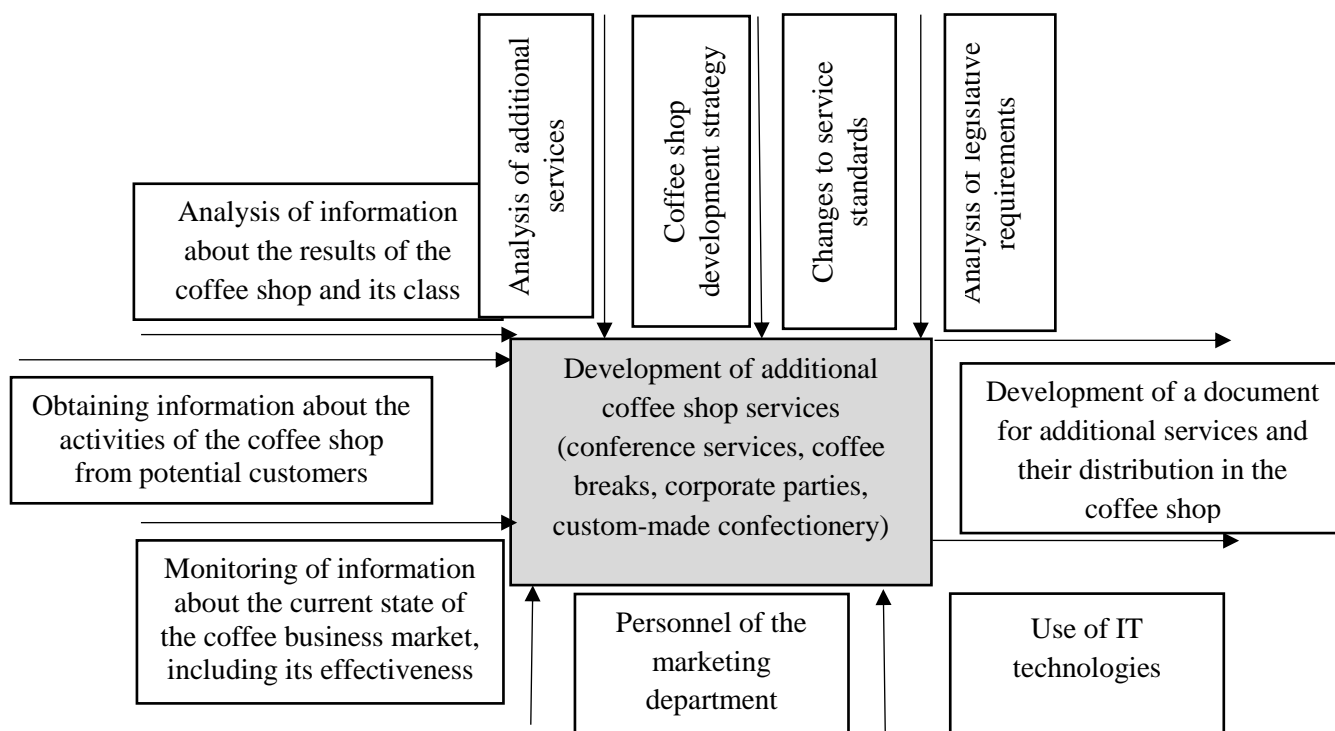 Analysis of additional
services
Coffee shop
development strategy
Changes to service
standards
Analysis of legislative
requirements
Analysis of information
about the results of the
coffee shop and its class
Obtaining information about the
activities of the coffee shop
from potential customers
Monitoring of information
about the current state of
the coffee business market,
including its effectiveness
Development of additional
coffee shop services
(conference services, coffee
breaks, corporate parties,
custom-made confectionery)
Development of a document
for additional services and
their distribution in the
coffee shop
Personnel of the
marketing
department
Use of IT
technologies